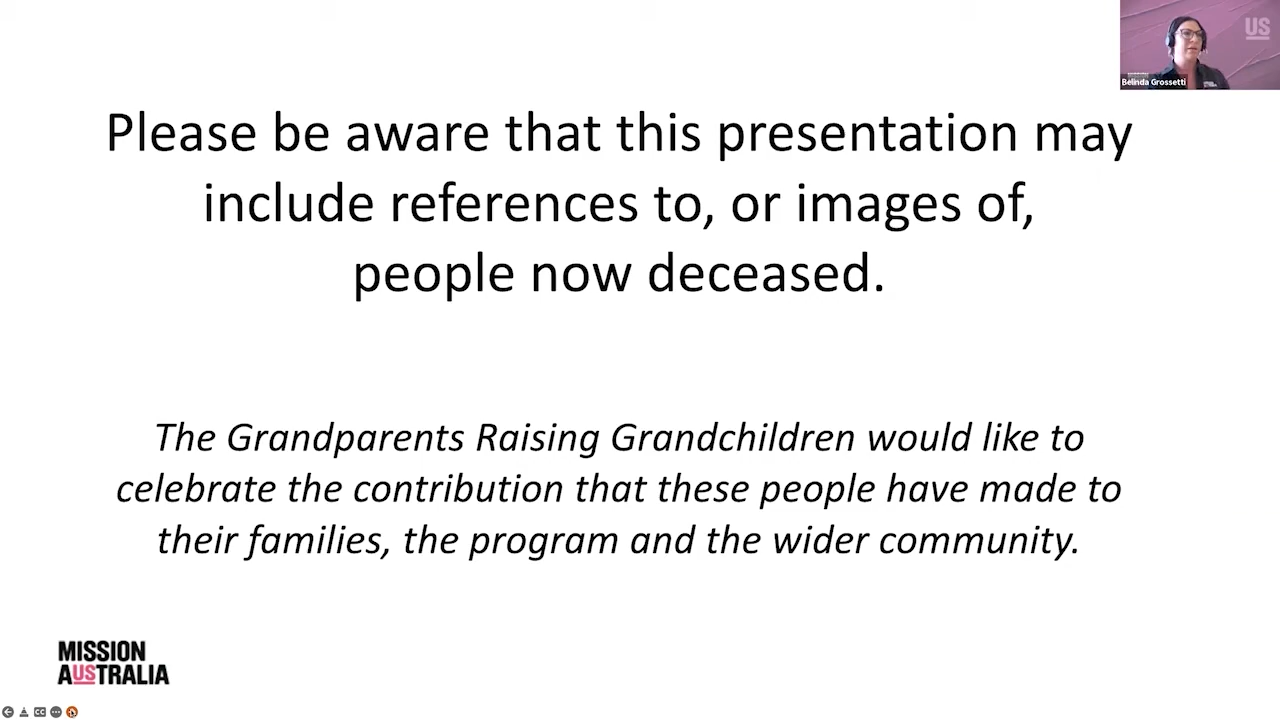 US
Belinda Grossetti
Please be aware that this presentation may
include references to, or images of,
people now deceased.
The Grandparents Raising Grandchildren would like to
celebrate the contribution that these people have made to
their families, the program and the wider community.
MISSION
AUSTRALIA
CC